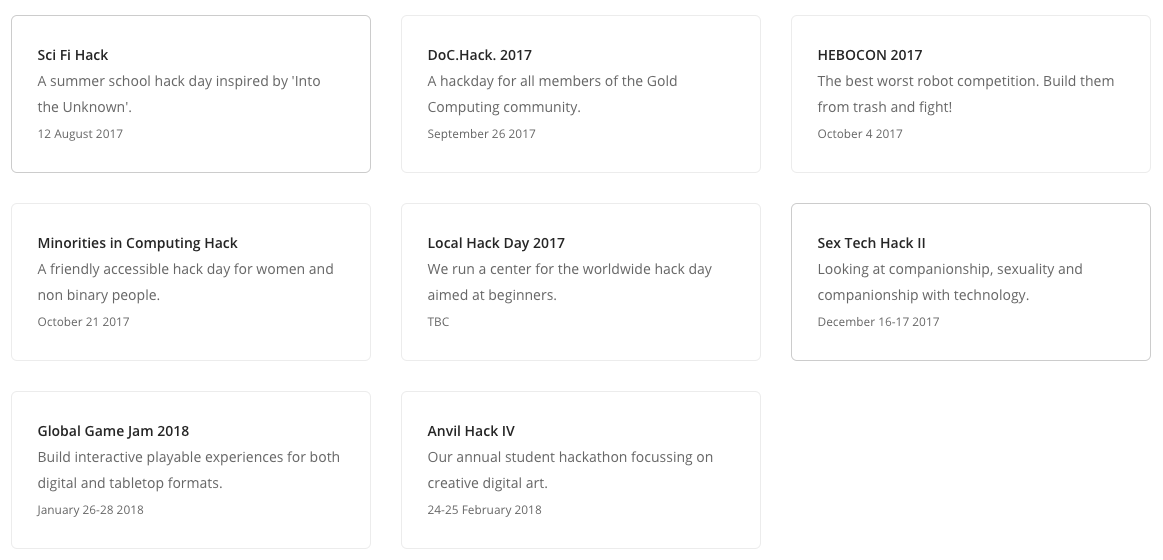 Sci Fi Hack
A summer school hack day inspired by 'Into
the Unknown'.
12 August 2017
DoC.Hack. 2017
A hackday for all members of the Gold
Computing community.
September 26 2017
HEBOCON 2017
The best worst robot competition. Build them
from trash and fight!
October 4 2017
Minorities in Computing Hack
A friendly accessible hack day for women and
non binary people.
October 21 2017
Local Hack Day 2017
We run a center for the worldwide hack day
aimed at beginners.
TBC
Sex Tech Hack II
Looking at companionship, sexuality and
companionship with technology.
December 16-17 2017
Global Game Jam 2018
Build interactive playable experiences for both
digital and tabletop formats.
January 26-28 2018
Anvil Hack IV
Our annual student hackathon focussing on
creative digital art.
24-25 February 2018